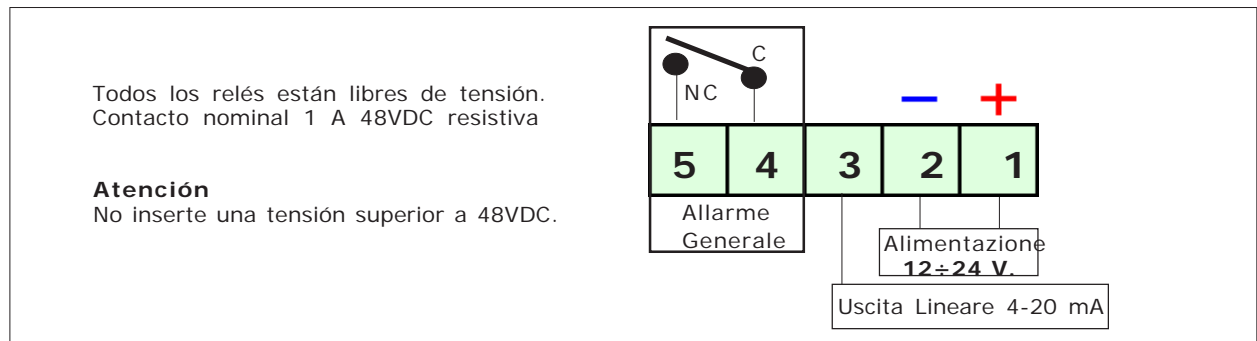 Todos los relés están libres de tensión.
Contacto nominal 1 A 48VDC resistiva
Atención
No inserte una tensión superior a 48VDC.
C
NC
− +
5 4 3 2 1
Allarme
Generale
Alimentazione
12÷24 V.
Uscita Lineare 4-20 mA